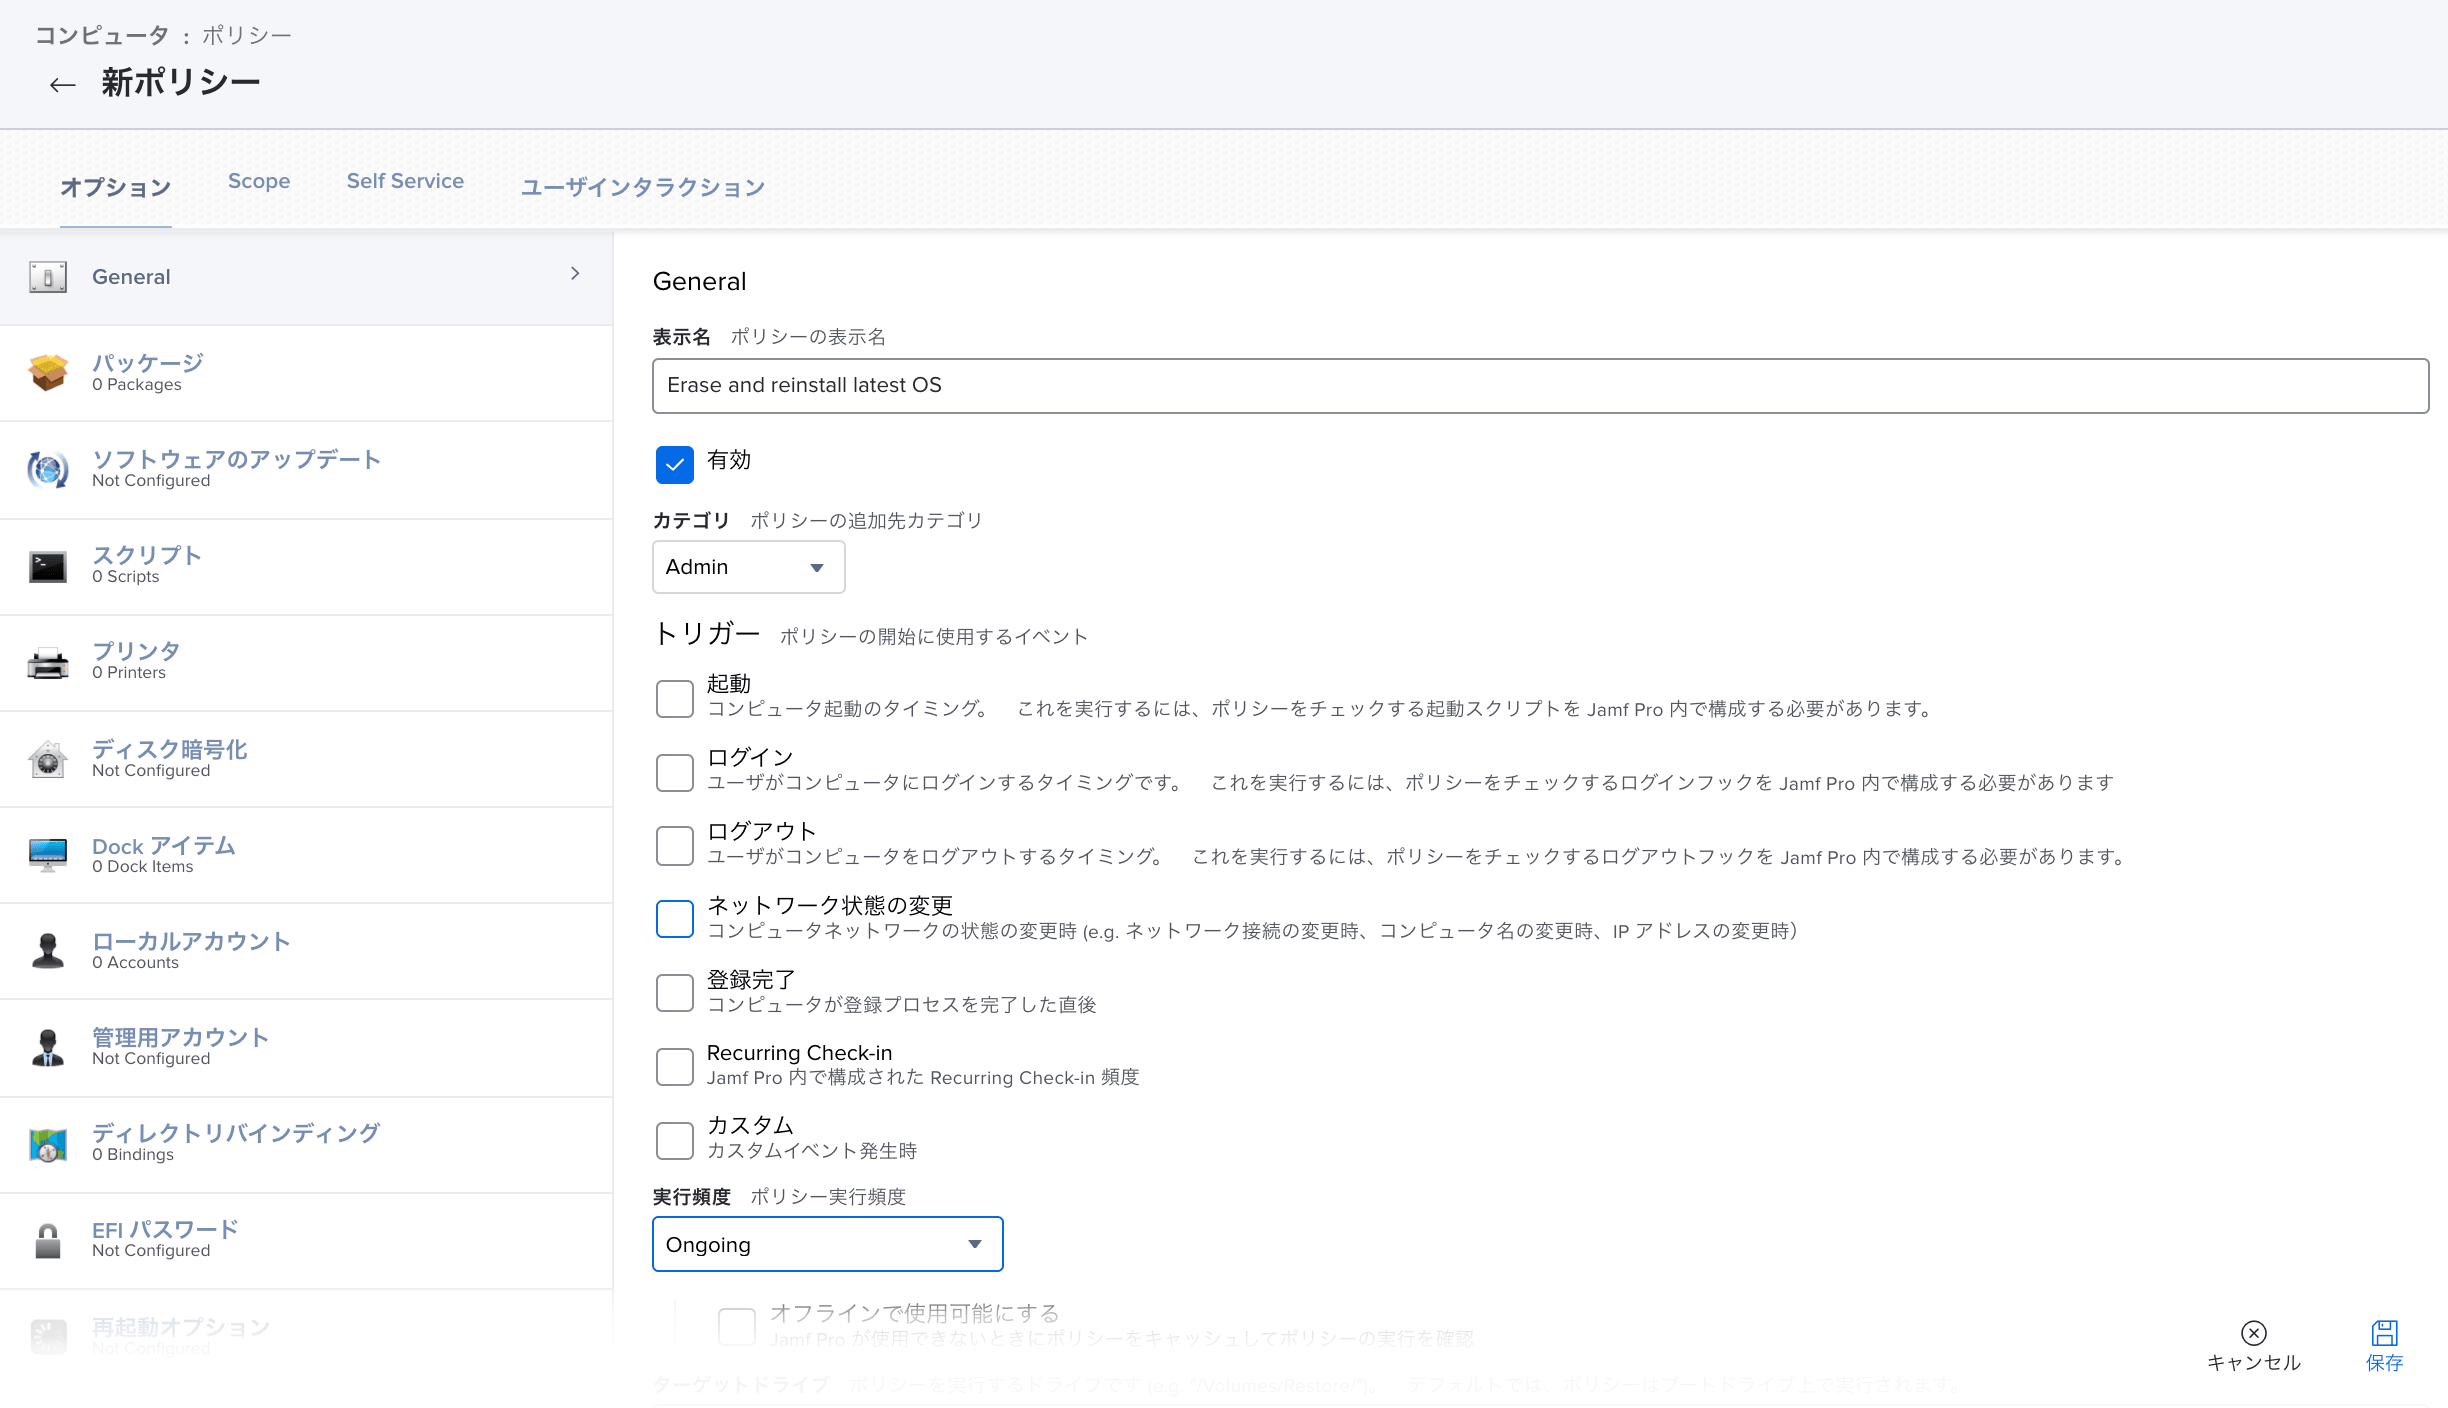 コンピュータ : ポリシー
← 新ポリシー
オプション Scope Self Service ユーザインタラクション
General
パッケージ
0 Packages
ソフトウェアのアップデート
Not Configured
スクリプト
0 Scripts
プリンタ
0 Printers
ディスク暗号化
Not Configured
Dock アイテム
0 Dock Items
ローカルアカウント
0 Accounts
管理用アカウント
Not Configured
ディレクトリバインディング
0 Bindings
EFI パスワード
Not Configured
再起動オプション
Not Configured
General
表示名 ポリシーの表示名
Erase and reinstall latest OS
有効
カテゴリ ポリシーの追加先カテゴリ
Admin
トリガー ポリシーの開始に使用するイベント
起動
コンピュータ起動のタイミング。 これを実行するには、ポリシーをチェックする起動スクリプトを Jamf Pro 内で構成する必要があります。
ログイン
ユーザがコンピュータにログインするタイミングです。 これを実行するには、ポリシーをチェックするログインフックを Jamf Pro 内で構成する必要があります
ログアウト
ユーザがコンピュータをログアウトするタイミング。 これを実行するには、ポリシーをチェックするログアウトフックを Jamf Pro 内で構成する必要があります。
ネットワーク状態の変更
コンピュータネットワークの状態の変更時 (e.g. ネットワーク接続の変更時、コンピュータ名の変更時、IP アドレスの変更時）
登録完了
コンピュータが登録プロセスを完了した直後
Recurring Check-in
Jamf Pro 内で構成された Recurring Check-in 頻度
カスタム
カスタムイベント発生時
実行頻度 ポリシー実行頻度
Ongoing
オフラインで使用可能にする
Jamf Pro が使用できないときにポリシーをキャッシュしてポリシーの実行を確認
ターゲットドライブ ポリシーを実行するドライブです (e.g. "/Volumes/Restore/")。 デフォルトでは、ポリシーはブートドライブ上で実行されます。
キャンセル
保存